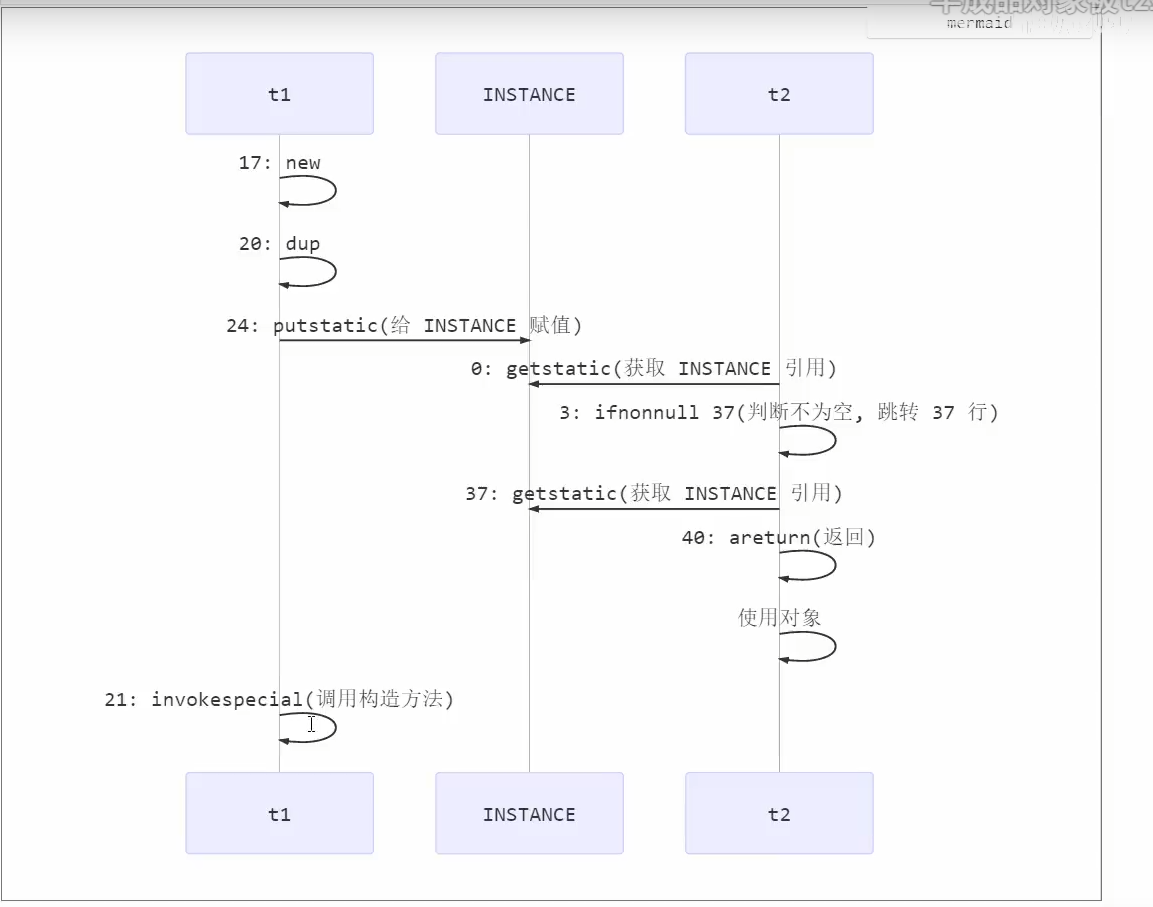 mermaid
t1
INSTANCE
t2
17: new
20: dup
24: putstatic(给 INSTANCE 赋值)
0: getstatic(获取 INSTANCE 引用)
3: ifnonnull 37(判断不为空, 跳转 37 行)
37: getstatic(获取 INSTANCE 引用)
40: areturn(返回)
使用对象
21: invokespecial(调用构造方法)
t1
INSTANCE
t2